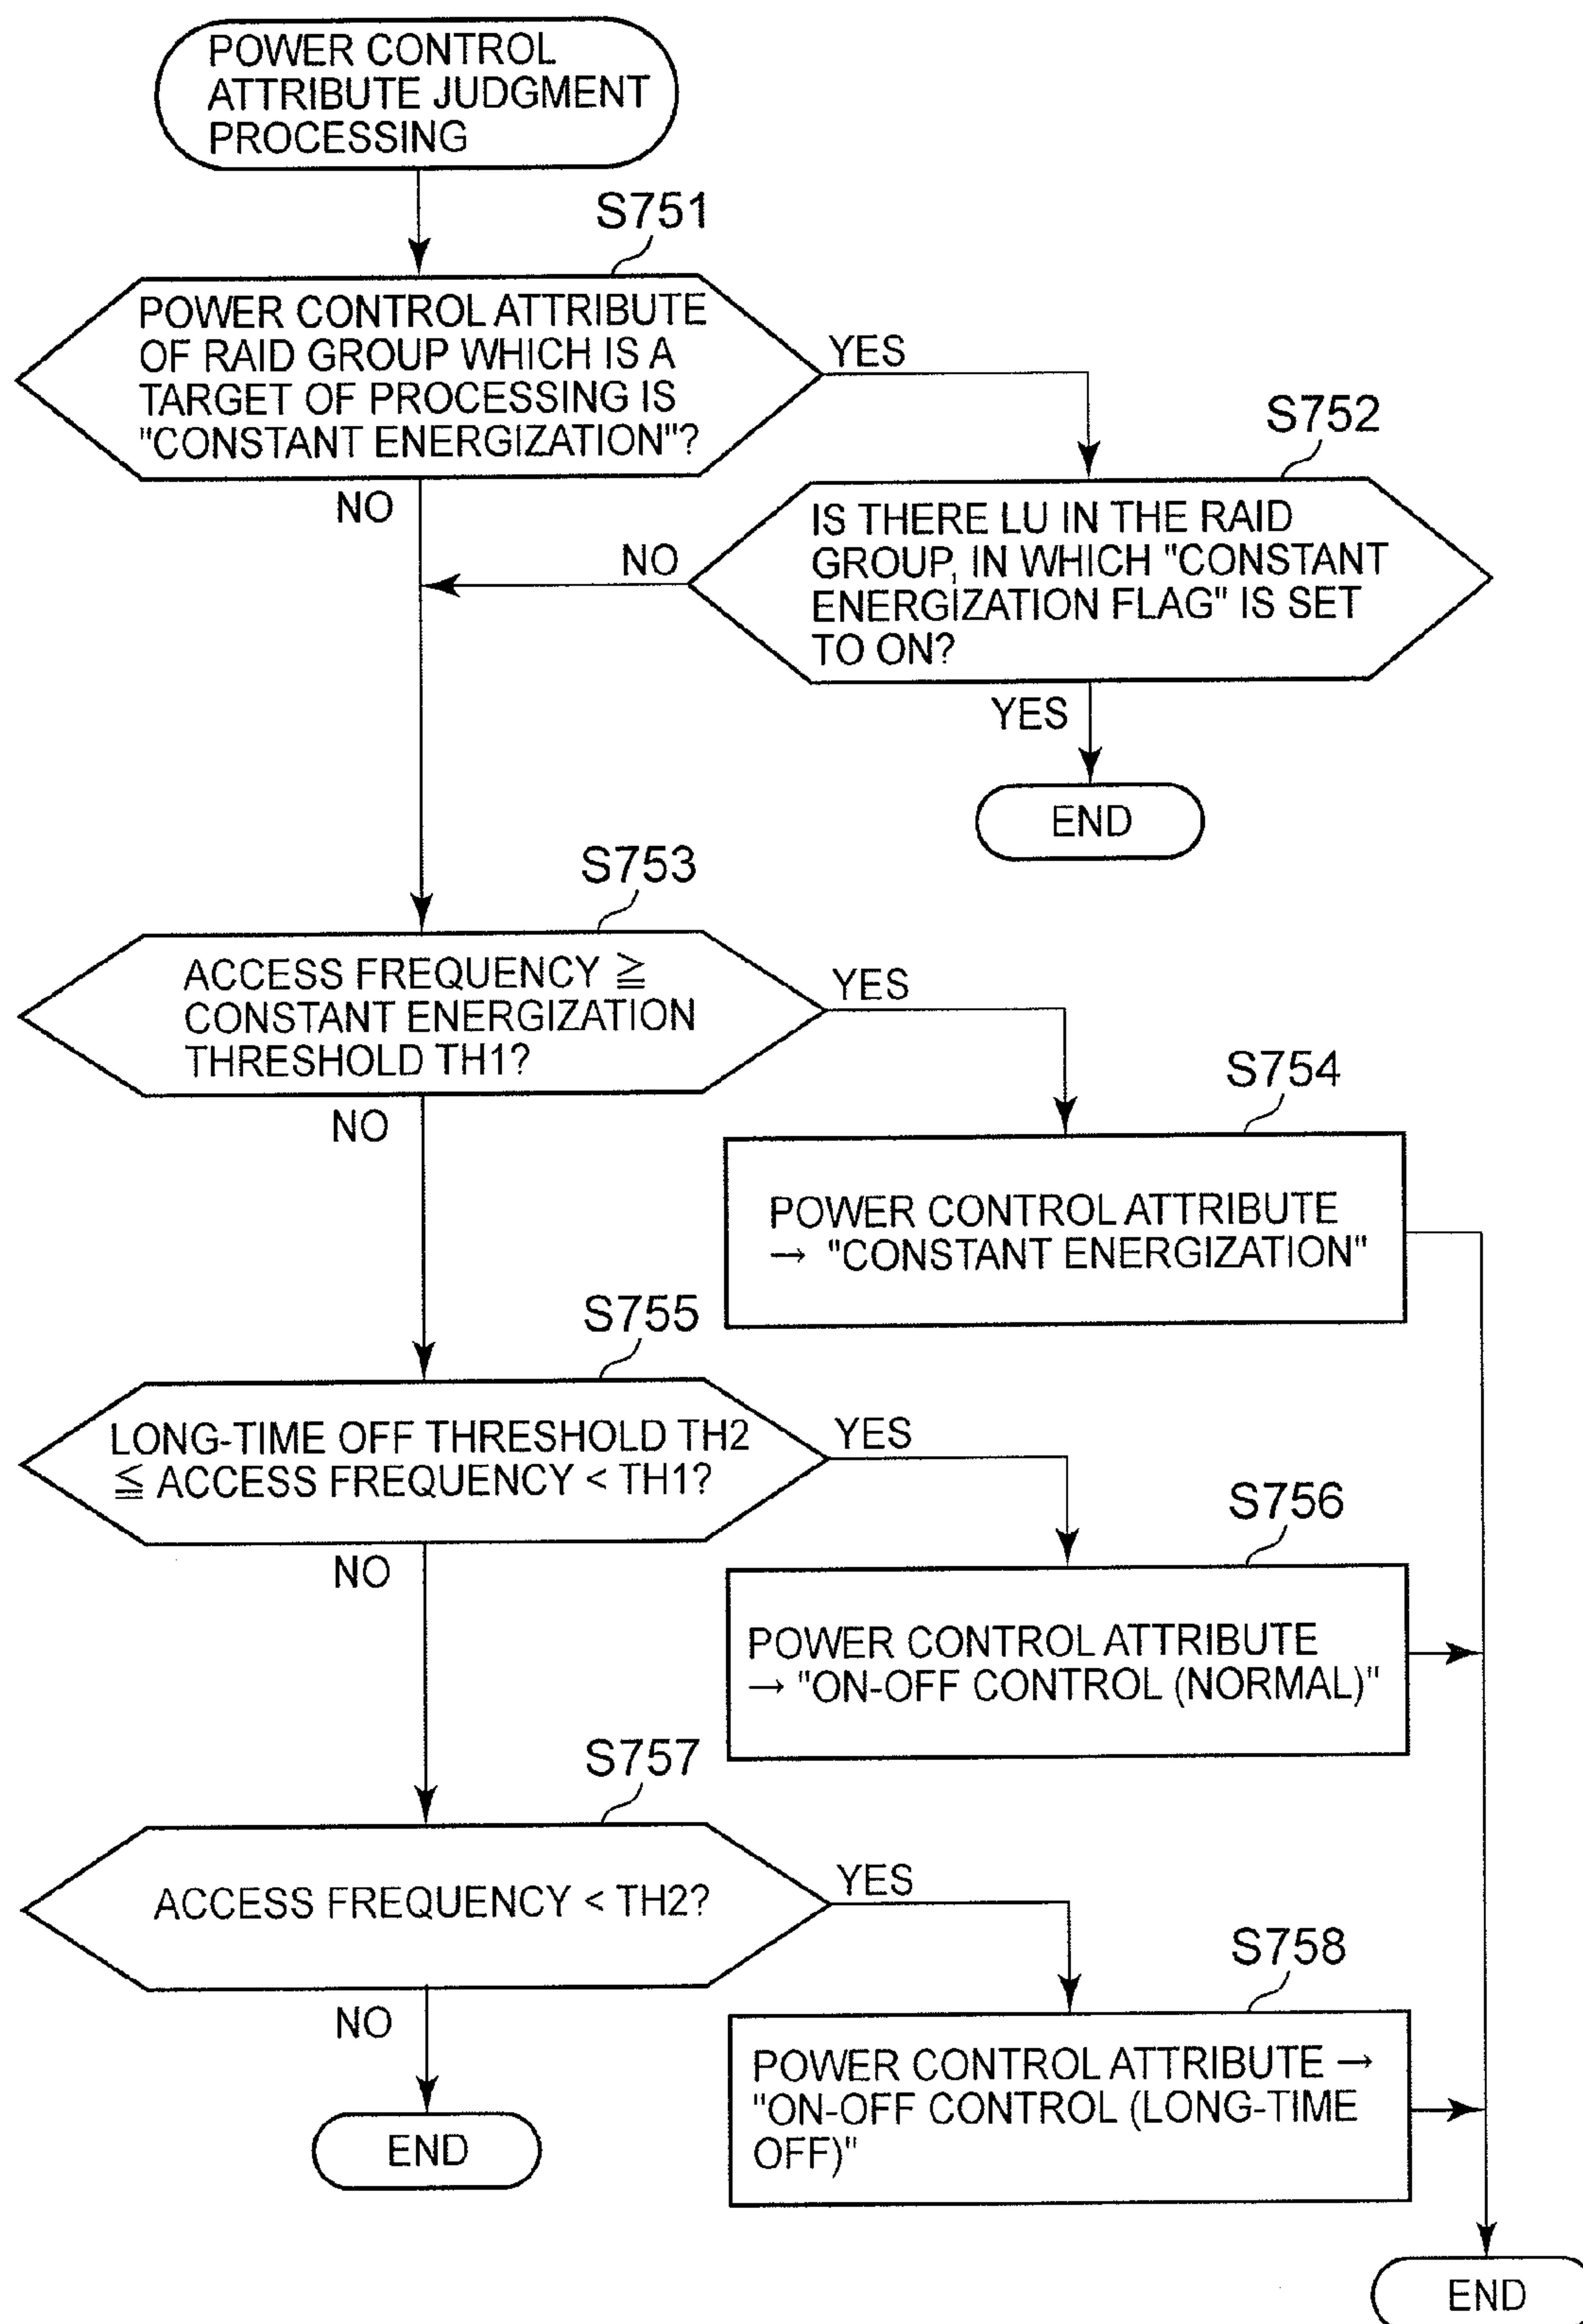 POWER CONTROL
ATTRIBUTE JUDGMENT
PROCESSING
S751
POWER CONTROL ATTRIBUTE
OF RAID GROUP WHICH IS A
TARGET OF PROCESSING IS
"CONSTANT ENERGIZATION"?
YES
NO
S752
IS THERE LU IN THE RAID
GROUP, IN WHICH "CONSTANT
ENERGIZATION FLAG" IS SET
TO ON?
NO
YES
END
S753
ACCESS FREQUENCY ≧
CONSTANT ENERGIZATION
THRESHOLD TH1?
YES
NO
S754
POWER CONTROL ATTRIBUTE
→ "CONSTANT ENERGIZATION"
S755
LONG-TIME OFF THRESHOLD TH2
≦ ACCESS FREQUENCY < TH1?
YES
NO
S756
POWER CONTROL ATTRIBUTE
→ "ON-OFF CONTROL (NORMAL)"
S757
ACCESS FREQUENCY < TH2?
YES
NO
END
S758
POWER CONTROL ATTRIBUTE →
"ON-OFF CONTROL (LONG-TIME
OFF)"
END